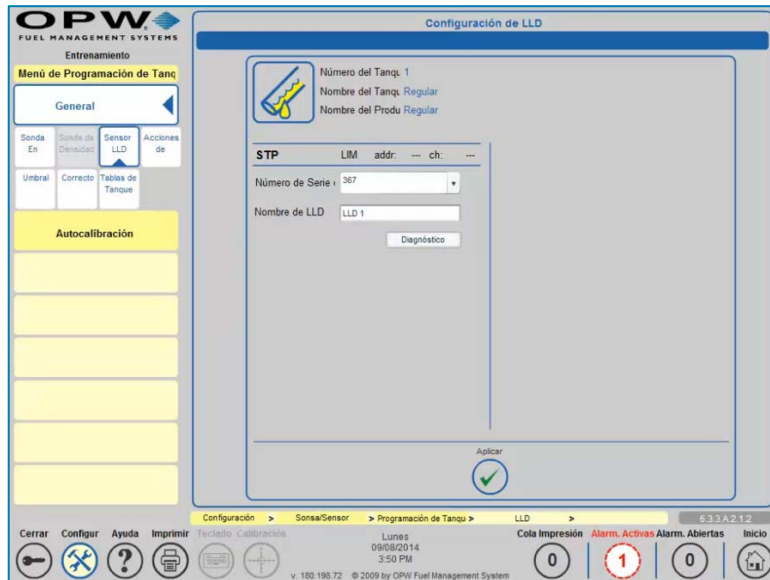 OPW
FUEL MANAGEMENT SYSTEMS
Configuración de LLD
Entrenamiento
Menú de Programación de Tanq
General
Sonda En
Sonda de Densidad
Sensor LLD
Acciones de
Umbral
Correcto
Tablas de Tanque
Autocalibración
Número del Tanqu 1
Nombre del Tanqu Regular
Nombre del Produ Regular
STP LIM addr: --- ch: ---
Número de Serie 367
Nombre de LLD LLD 1
Diagnóstico
Aplicar
Configuración > Sonsa/Sensor > Programación de Tanqu > LLD > 6.3.3.A.2.1.2
Cerrar Configur Ayuda Imprimir Teclado Calibración
Lunes
09/08/2014
3:50 PM
Cola Impresión Alarm. Activas Alarm. Abiertas Inicio
0 1 0
v. 180.198.72 © 2009 by OPW Fuel Management System